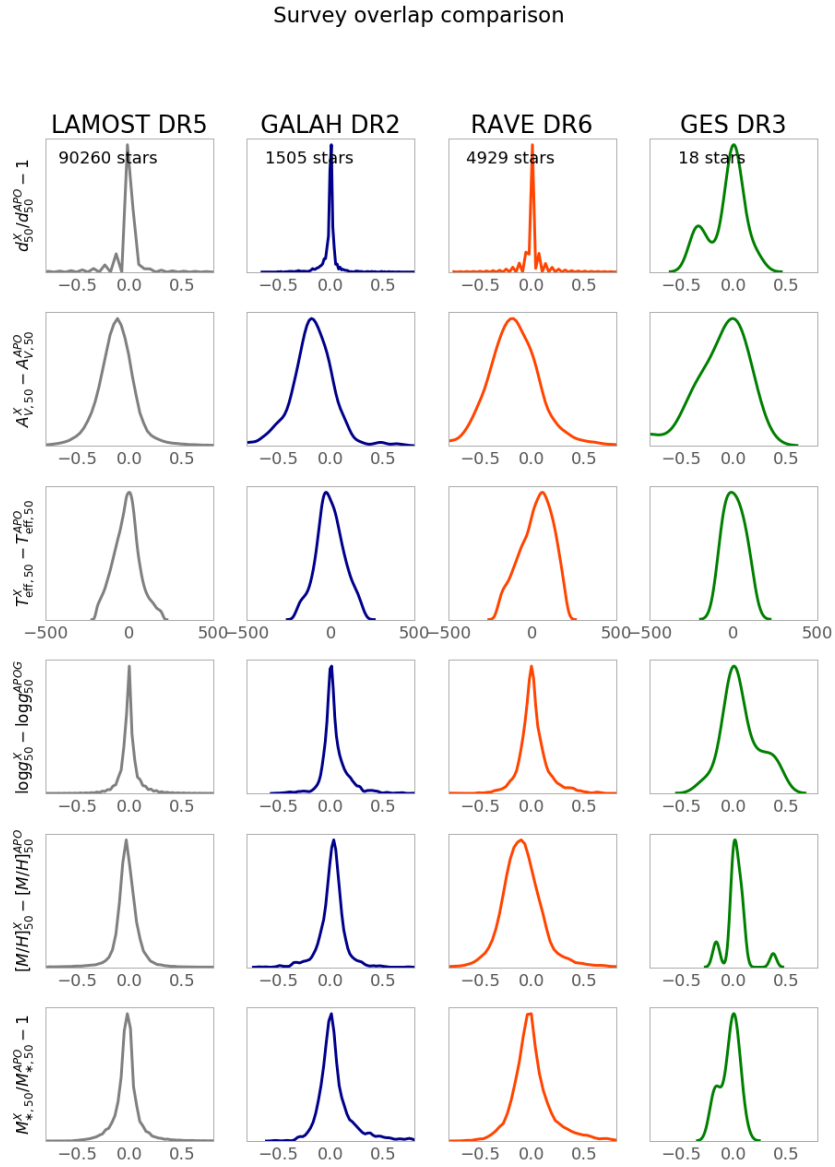 Survey overlap comparison
LAMOST DR5 GALAH DR2 RAVE DR6 GES DR3
90260 stars 1505 stars 4929 stars 18 stars
d^X_50/d^APO_50 − 1
−0.5 0.0 0.5 −0.5 0.0 0.5 −0.5 0.0 0.5 −0.5 0.0 0.5
A^X_V,50 − A^APO_V,50
−0.5 0.0 0.5 −0.5 0.0 0.5 −0.5 0.0 0.5 −0.5 0.0 0.5
T^X_eff,50 − T^APO_eff,50
−500 0 500 −500 0 500 −500 0 500 −500 0 500
logg^X_50 − logg^APOG_50
−0.5 0.0 0.5 −0.5 0.0 0.5 −0.5 0.0 0.5 −0.5 0.0 0.5
[M/H]^X_50 − [M/H]^APO_50
−0.5 0.0 0.5 −0.5 0.0 0.5 −0.5 0.0 0.5 −0.5 0.0 0.5
M^X_*,50/M^APO_*,50 − 1
−0.5 0.0 0.5 −0.5 0.0 0.5 −0.5 0.0 0.5 −0.5 0.0 0.5